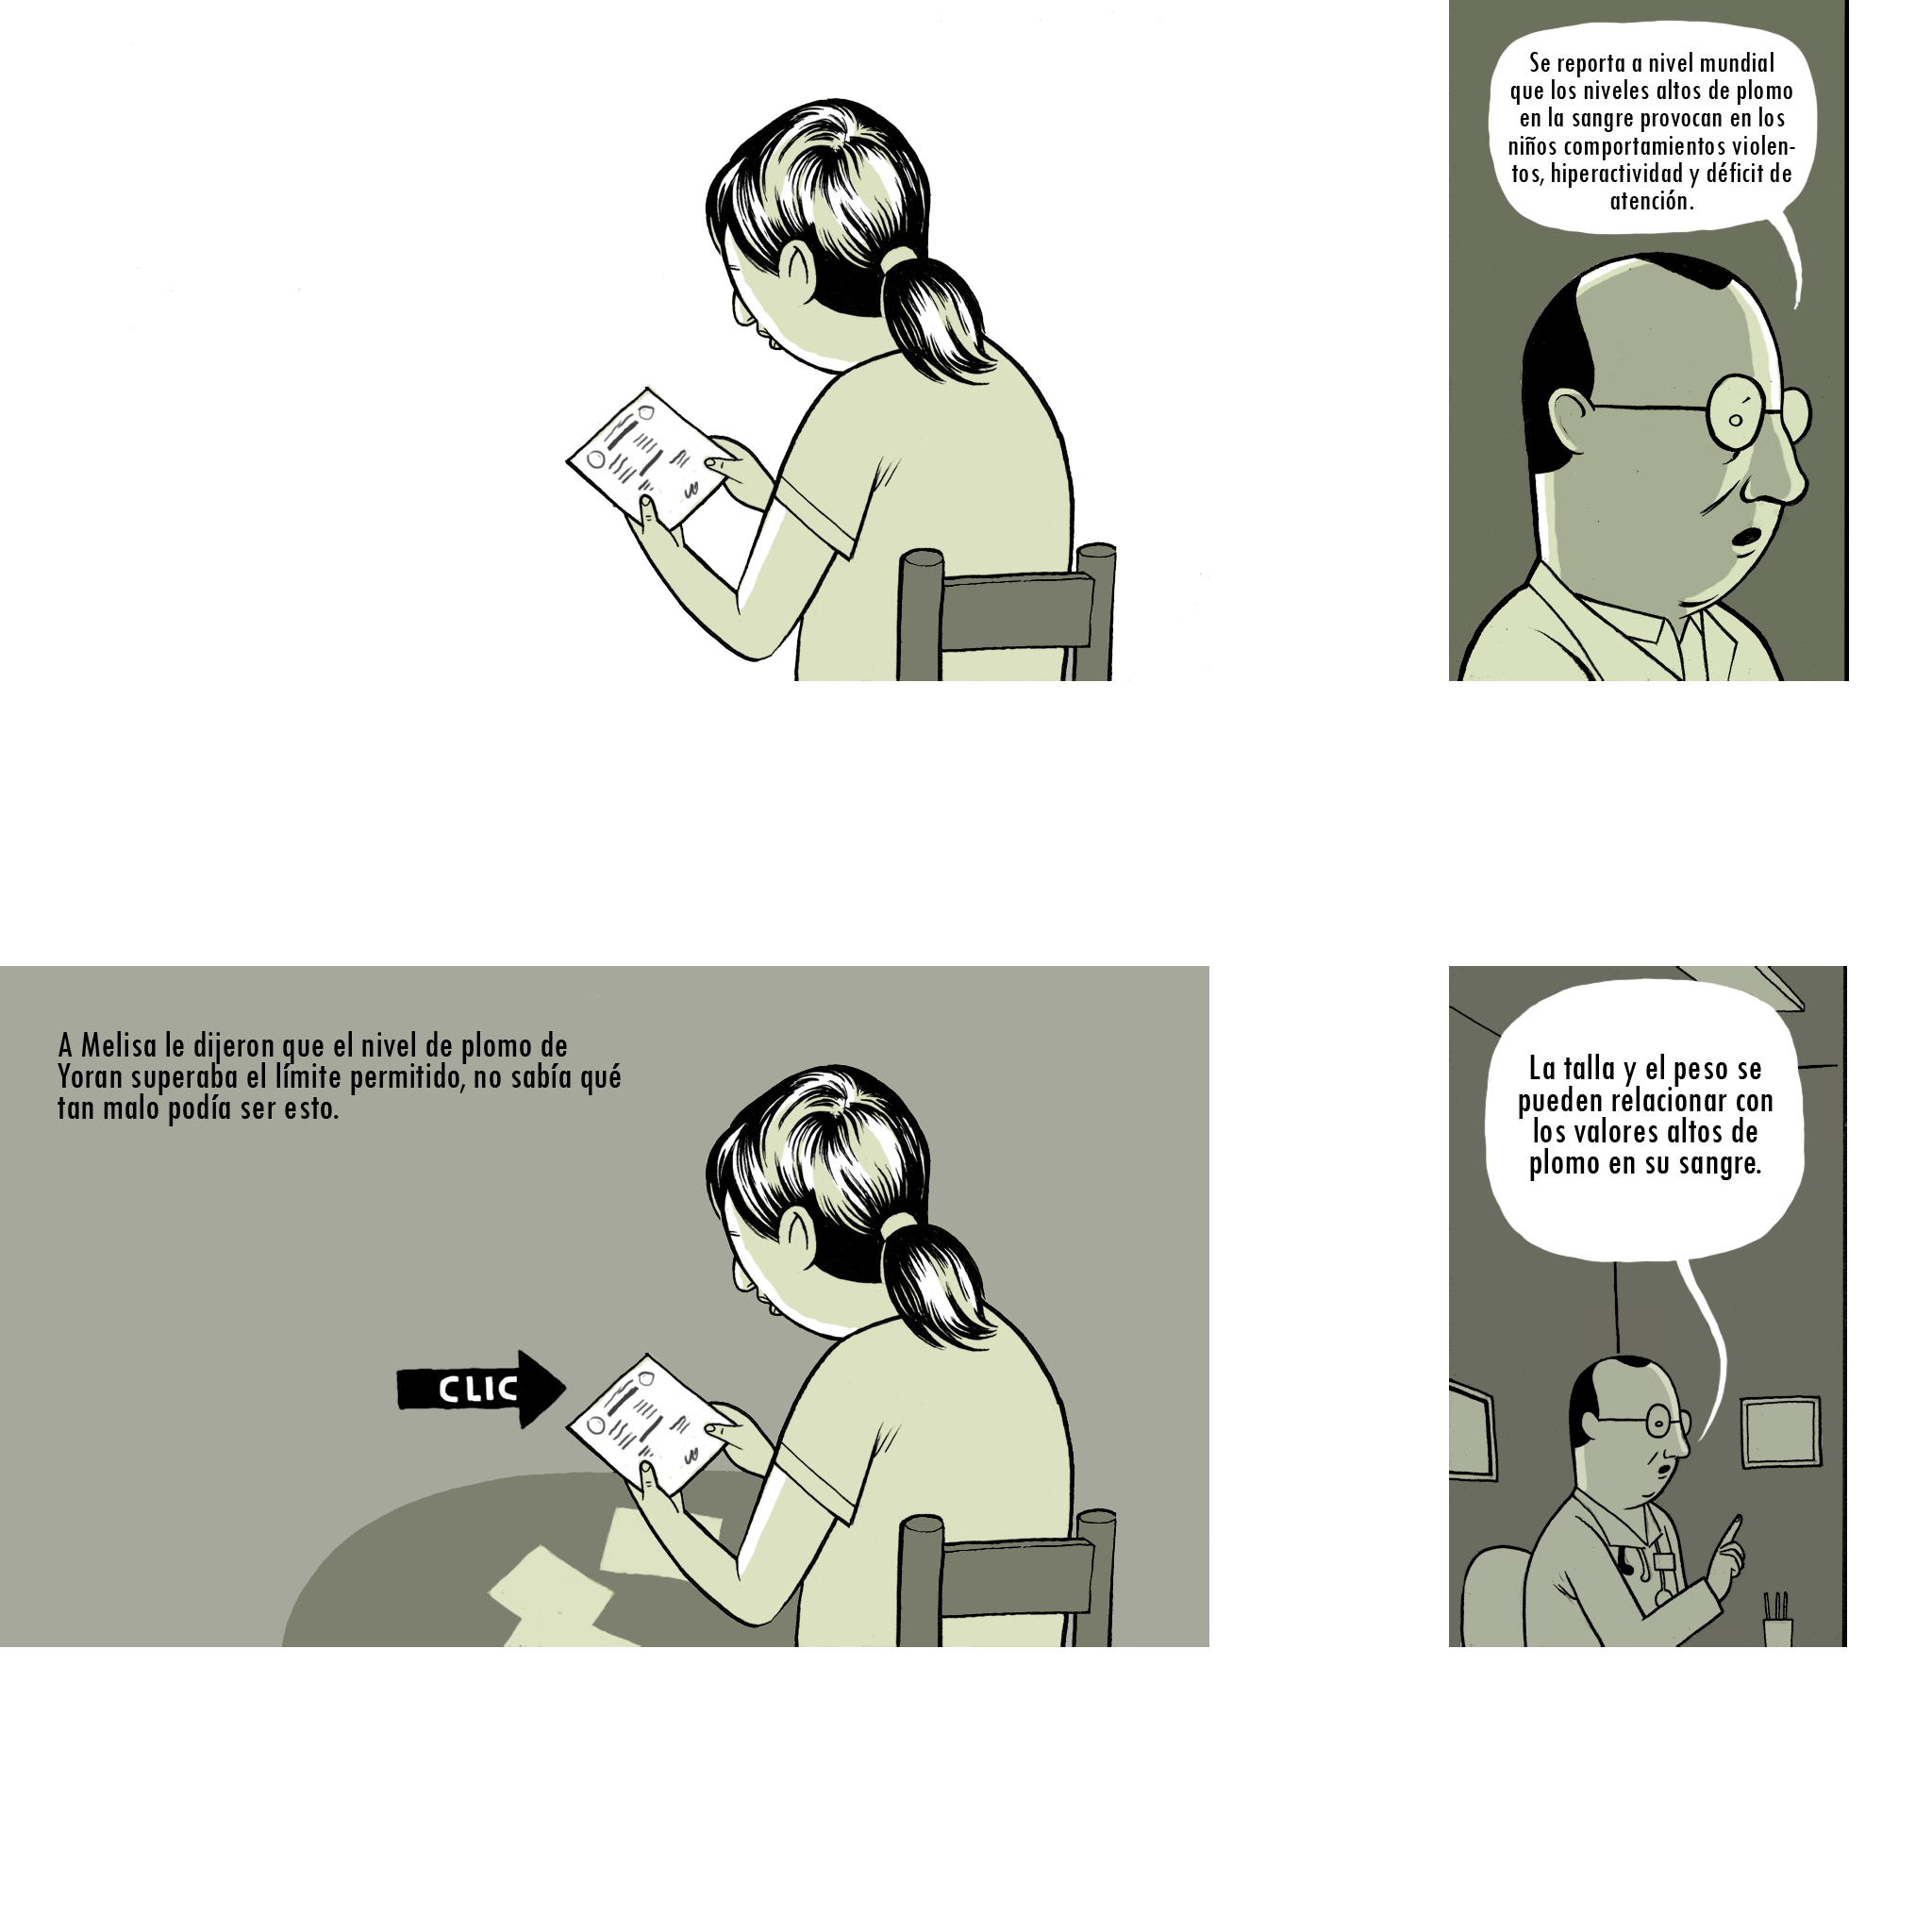 Se reporta a nivel mundial
que los niveles altos de plomo
en la sangre provocan en los
niños comportamientos violen-
tos, hiperactividad y déficit de
atención.
A Melisa le dijeron que el nivel de plomo de
Yoran superaba el límite permitido, no sabía qué
tan malo podía ser esto.
CLIC
La talla y el peso se
pueden relacionar con
los valores altos de
plomo en su sangre.